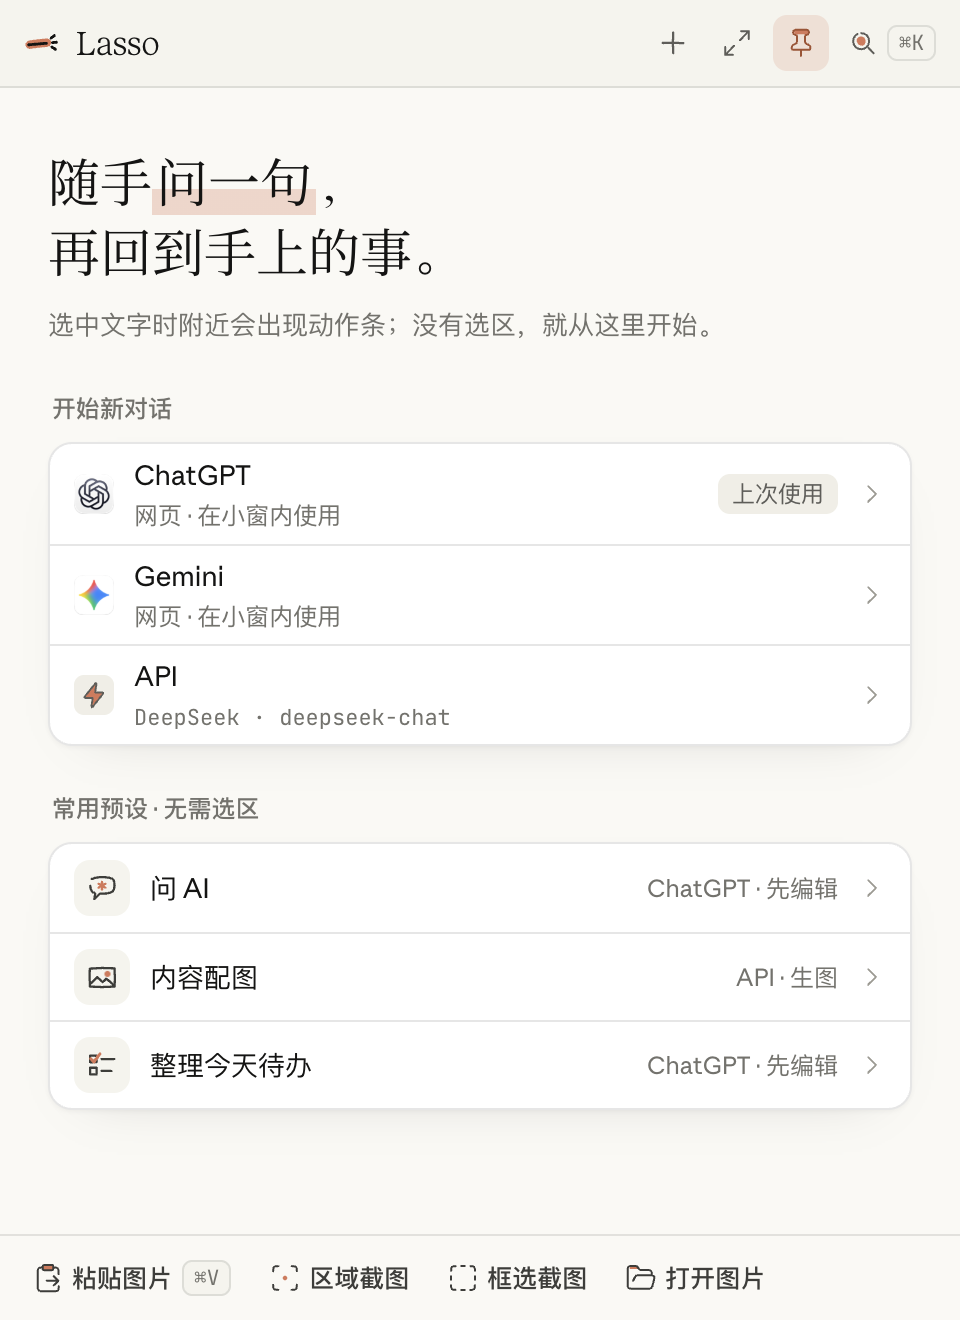 Lasso
⌘K
随手问一句，
再回到手上的事。
选中文字时附近会出现动作条；没有选区，就从这里开始。
开始新对话
ChatGPT
网页 · 在小窗内使用
上次使用
Gemini
网页 · 在小窗内使用
API
DeepSeek · deepseek-chat
常用预设 · 无需选区
问 AI
ChatGPT · 先编辑
内容配图
API · 生图
整理今天待办
ChatGPT · 先编辑
粘贴图片 ⌘V 区域截图 框选截图 打开图片